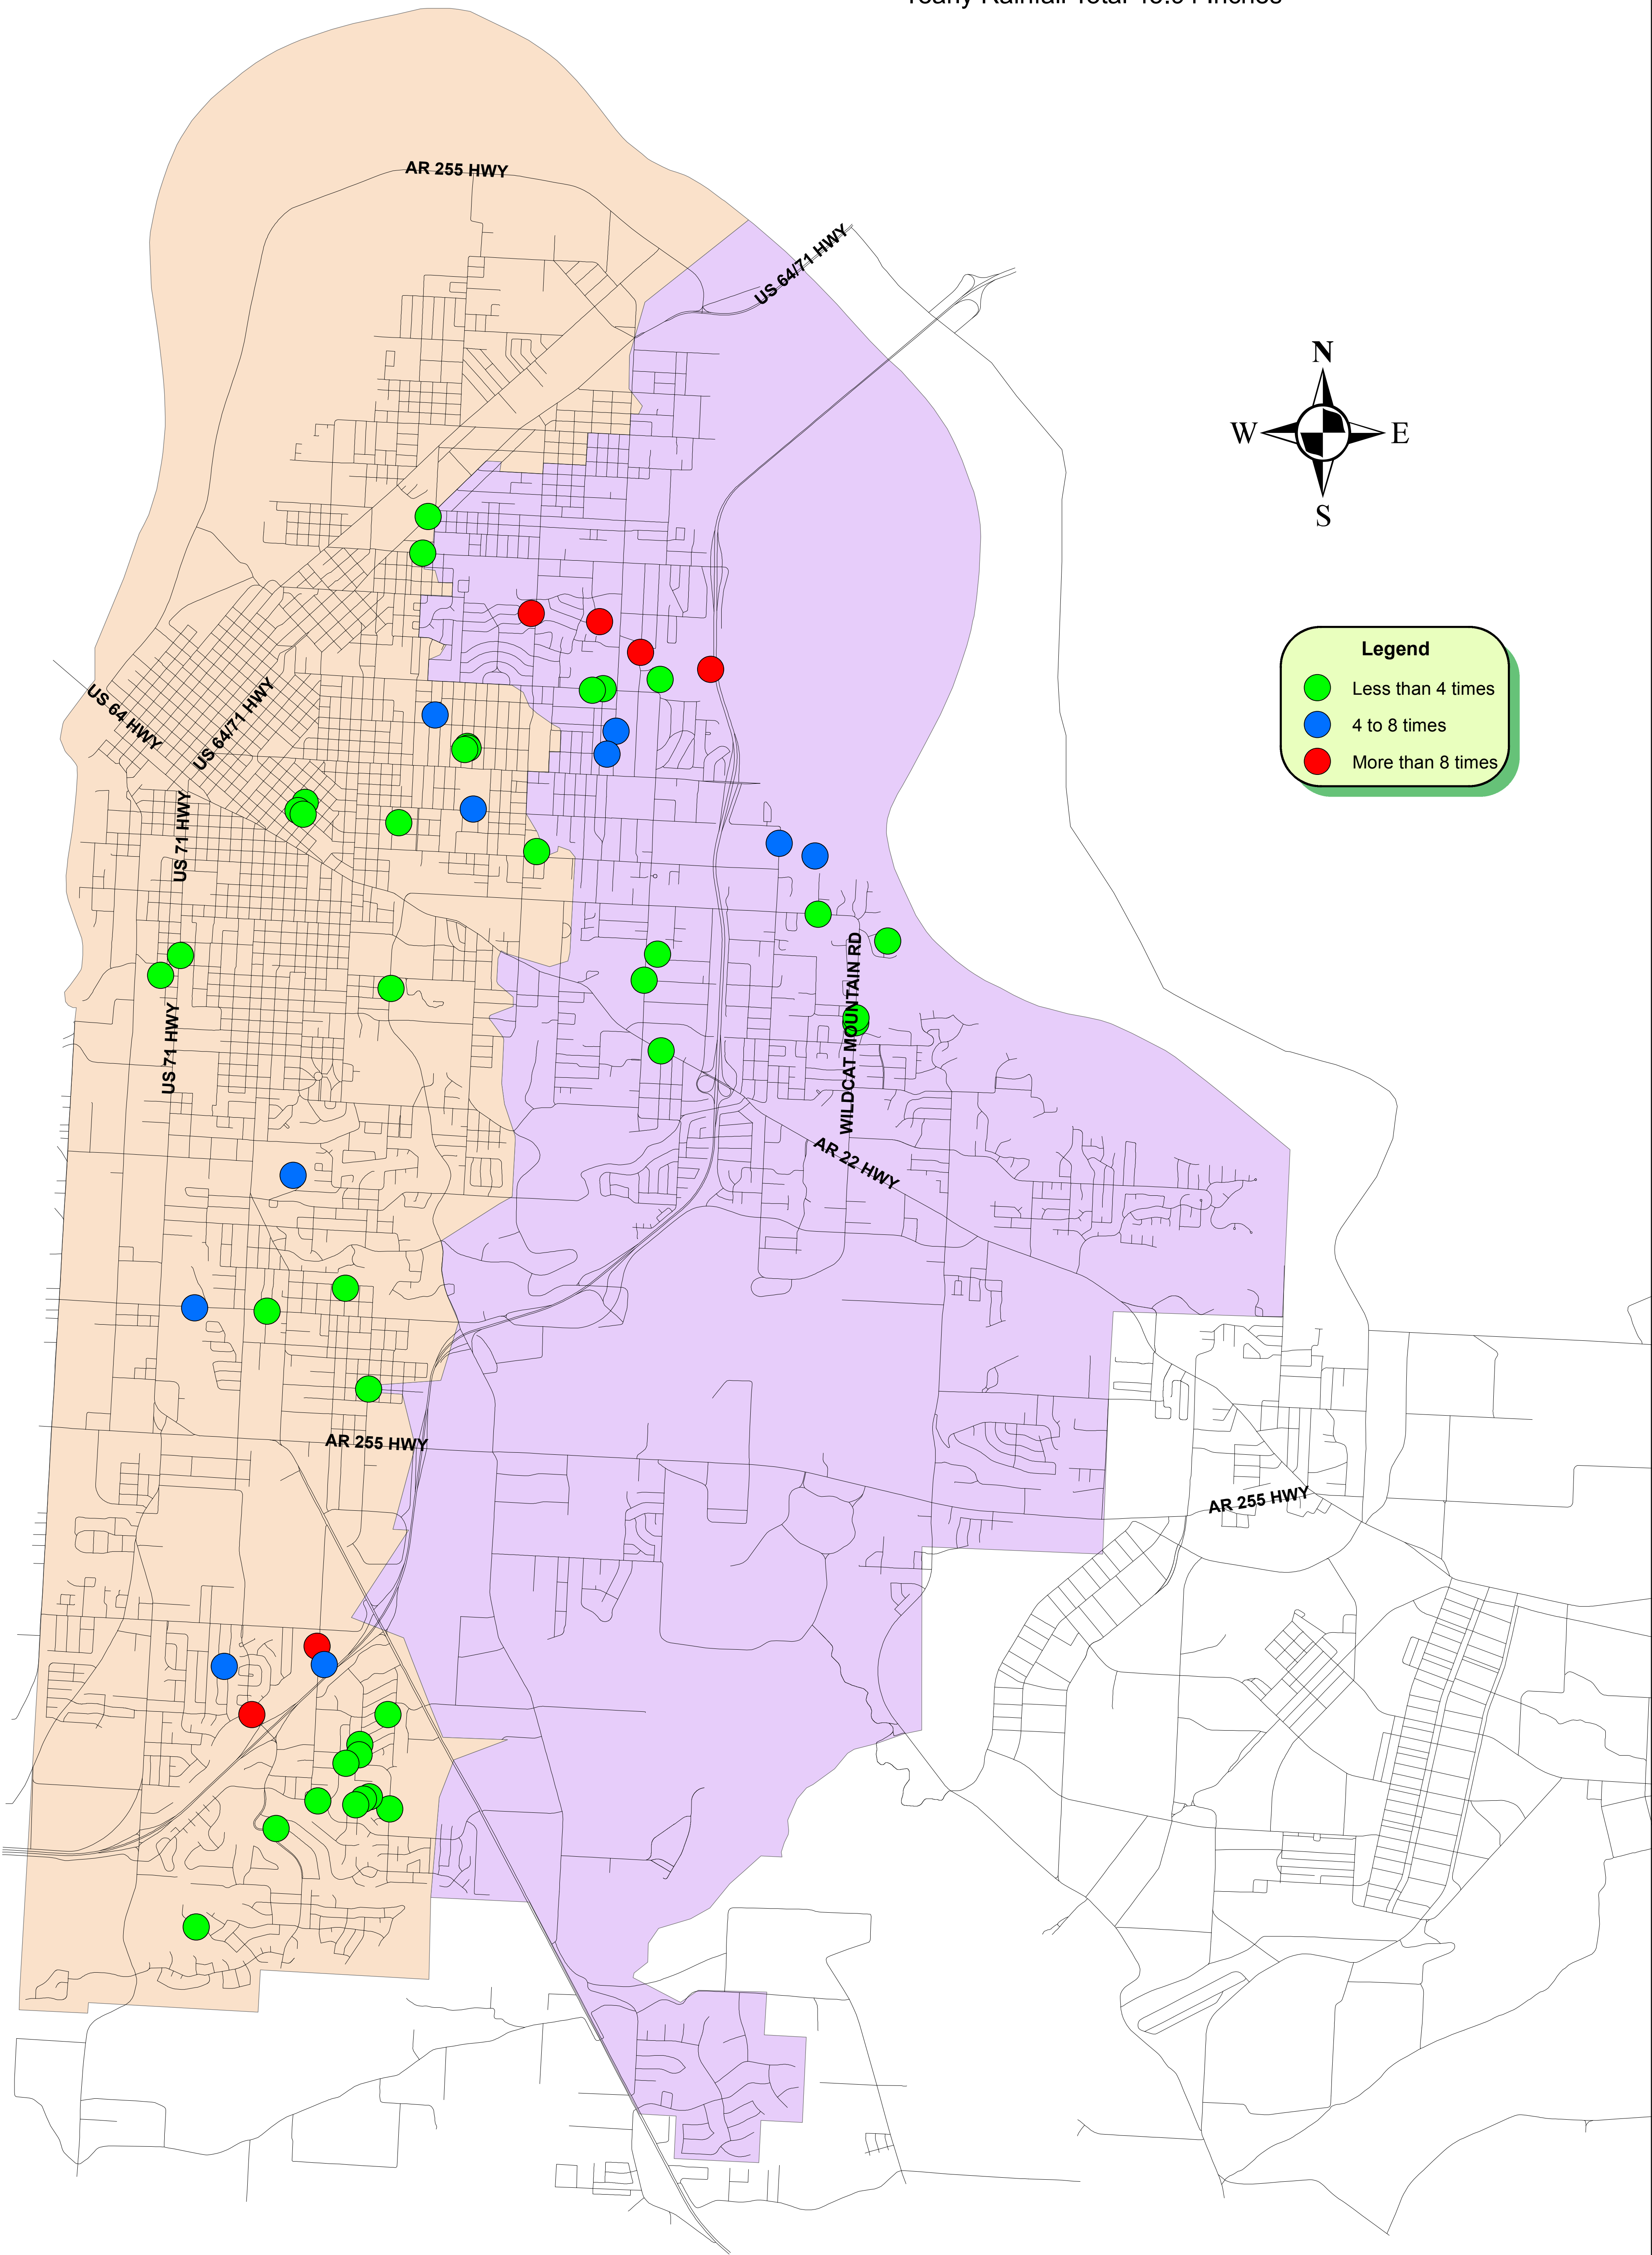 AR 255 HWY
US 64/71 HWY
N
W
E
S
Legend
Less than 4 times
4 to 8 times
More than 8 times
US 64 HWY
US 64/71 HWY
US 71 HWY
WILDCAT MOUNTAIN RD
US 71 HWY
AR 22 HWY
AR 255 HWY
AR 255 HWY